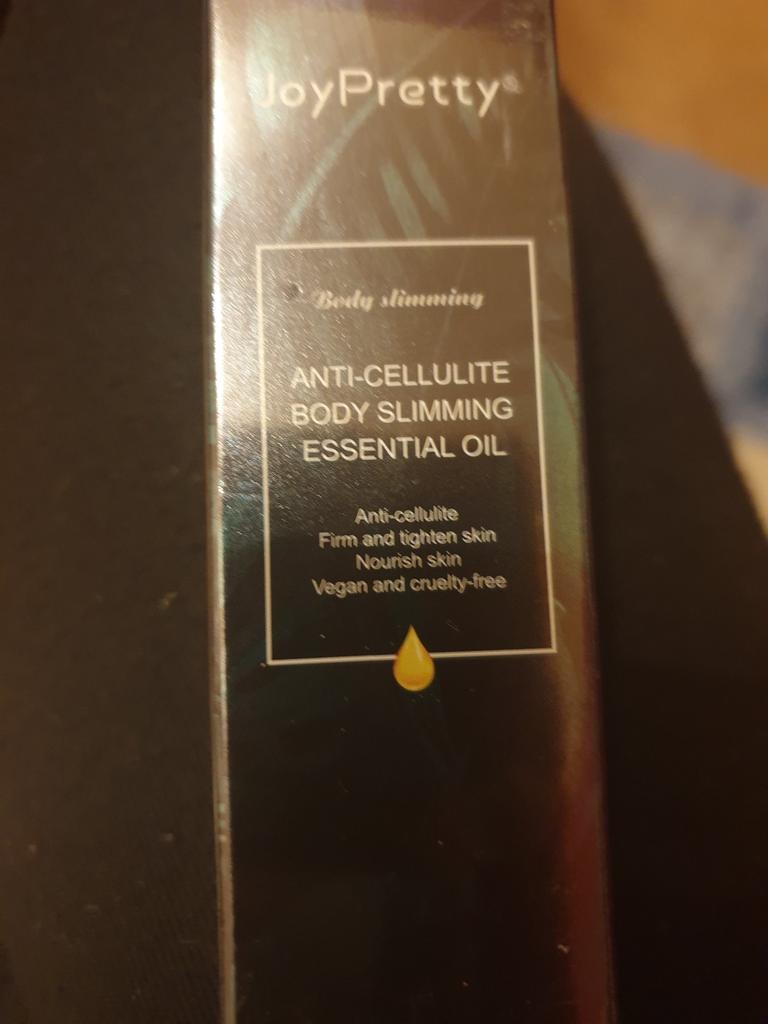 JoyPretty®
Body slimming
ANTI-CELLULITE
BODY SLIMMING
ESSENTIAL OIL
Anti-cellulite
Firm and tighten skin
Nourish skin
Vegan and cruelty-free